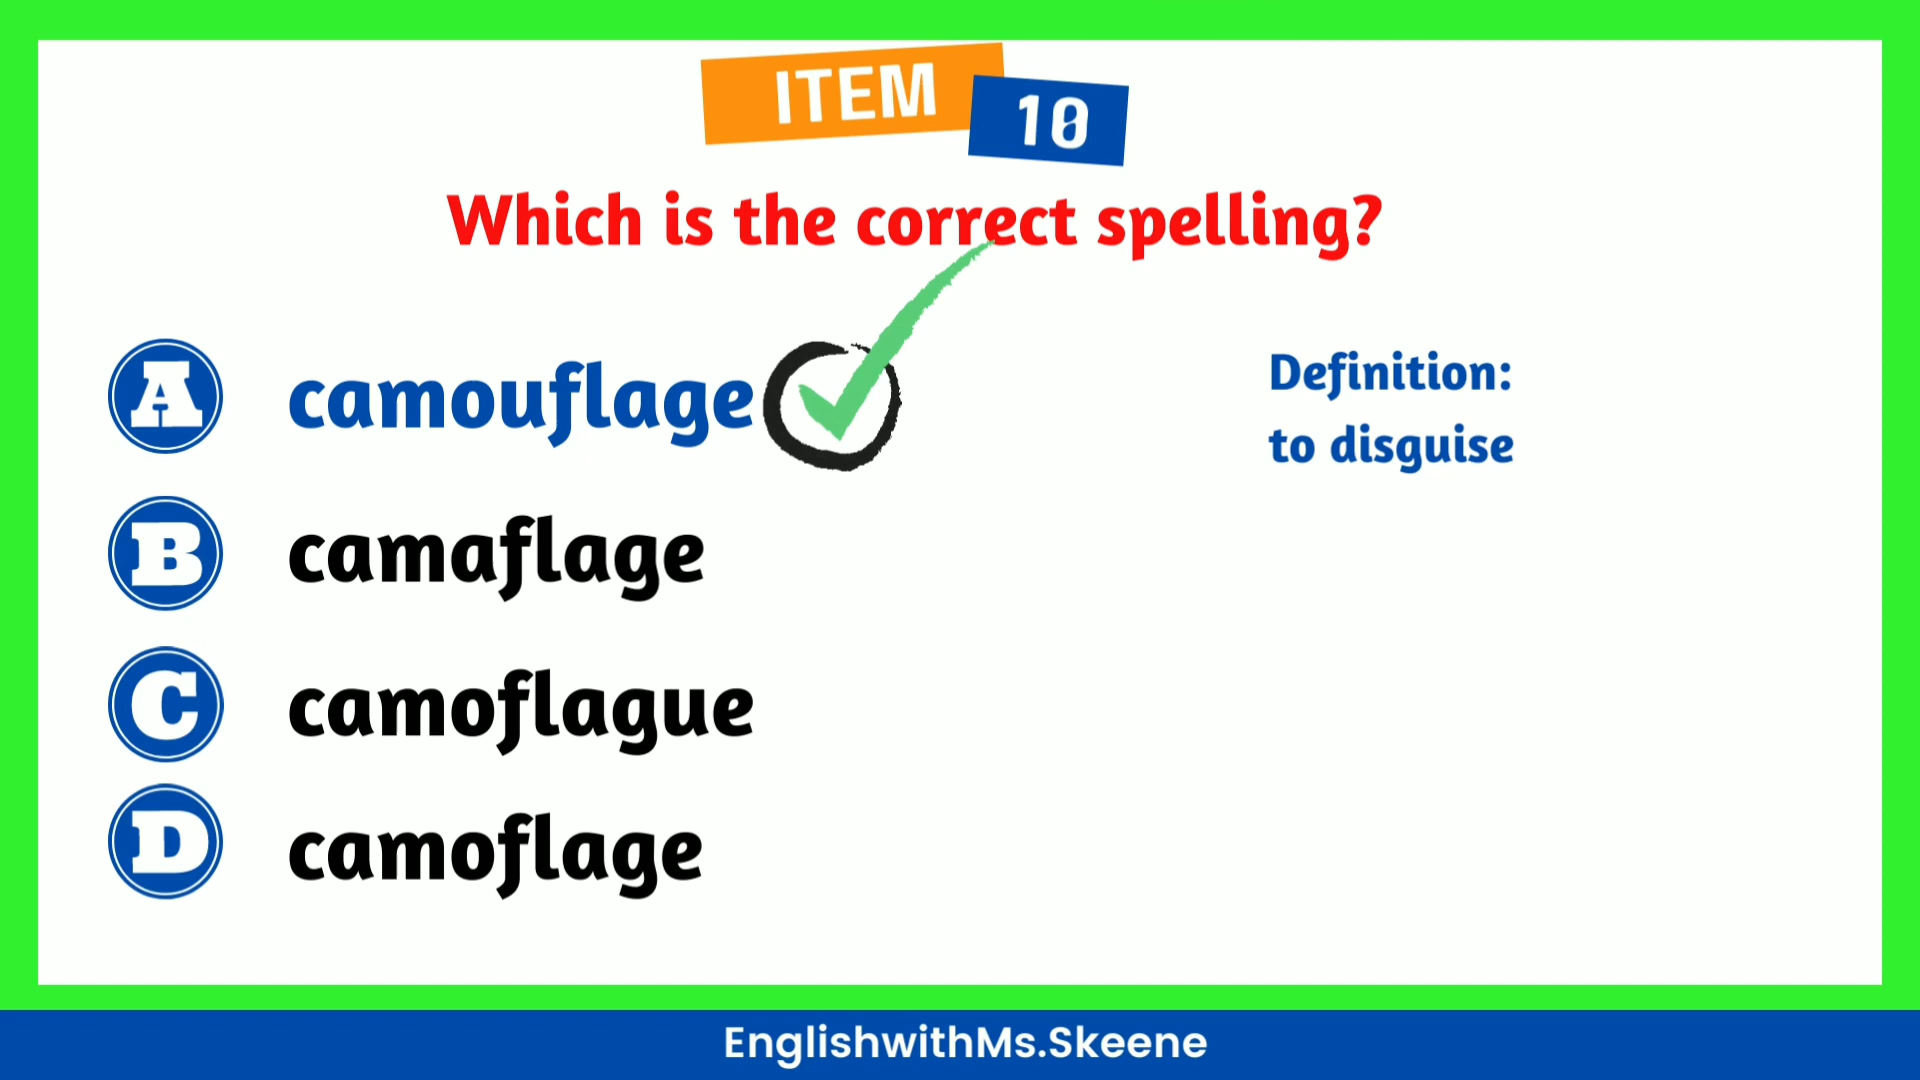 ITEM
10
Which is the correct spelling?
A camouflage
Definition:
to disguise
B camaflage
C camoflague
D camoflage
EnglishwithMs.Skeene